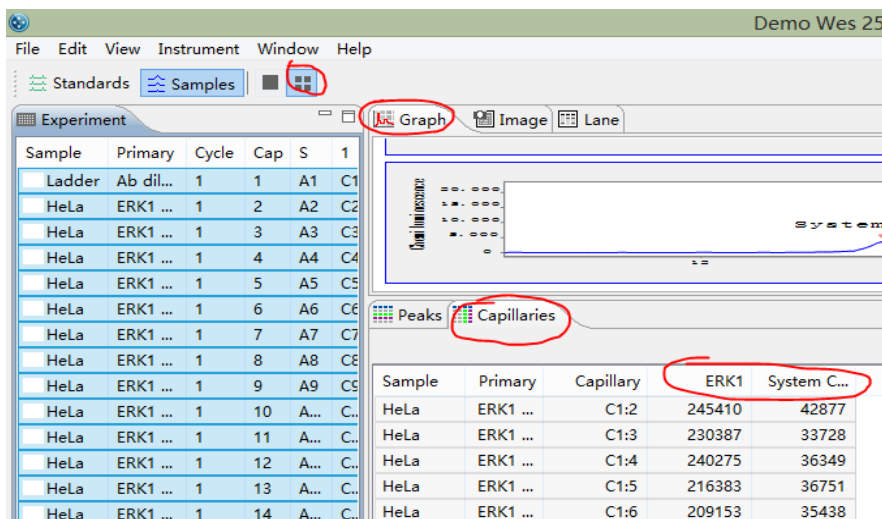 Demo Wes 25
File Edit View Instrument Window Help
Standards Samples
Experiment
Sample Primary Cycle Cap S 1
Ladder Ab dil... 1 1 A1 C1
HeLa ERK1 ... 1 2 A2 C2
HeLa ERK1 ... 1 3 A3 C3
HeLa ERK1 ... 1 4 A4 C4
HeLa ERK1 ... 1 5 A5 C5
HeLa ERK1 ... 1 6 A6 C6
HeLa ERK1 ... 1 7 A7 C7
HeLa ERK1 ... 1 8 A8 C8
HeLa ERK1 ... 1 9 A9 C9
HeLa ERK1 ... 1 10 A... C..
HeLa ERK1 ... 1 11 A... C..
HeLa ERK1 ... 1 12 A... C..
HeLa ERK1 ... 1 13 A... C..
HeLa ERK1 ... 1 14 A... C..
Graph Image Lane
Chemiluminescence
0
System
12
Peaks Capillaries
Sample Primary Capillary ERK1 System C...
HeLa ERK1 ... C1:2 245410 42877
HeLa ERK1 ... C1:3 230387 33728
HeLa ERK1 ... C1:4 240275 36349
HeLa ERK1 ... C1:5 216383 36751
HeLa ERK1 ... C1:6 209153 35438